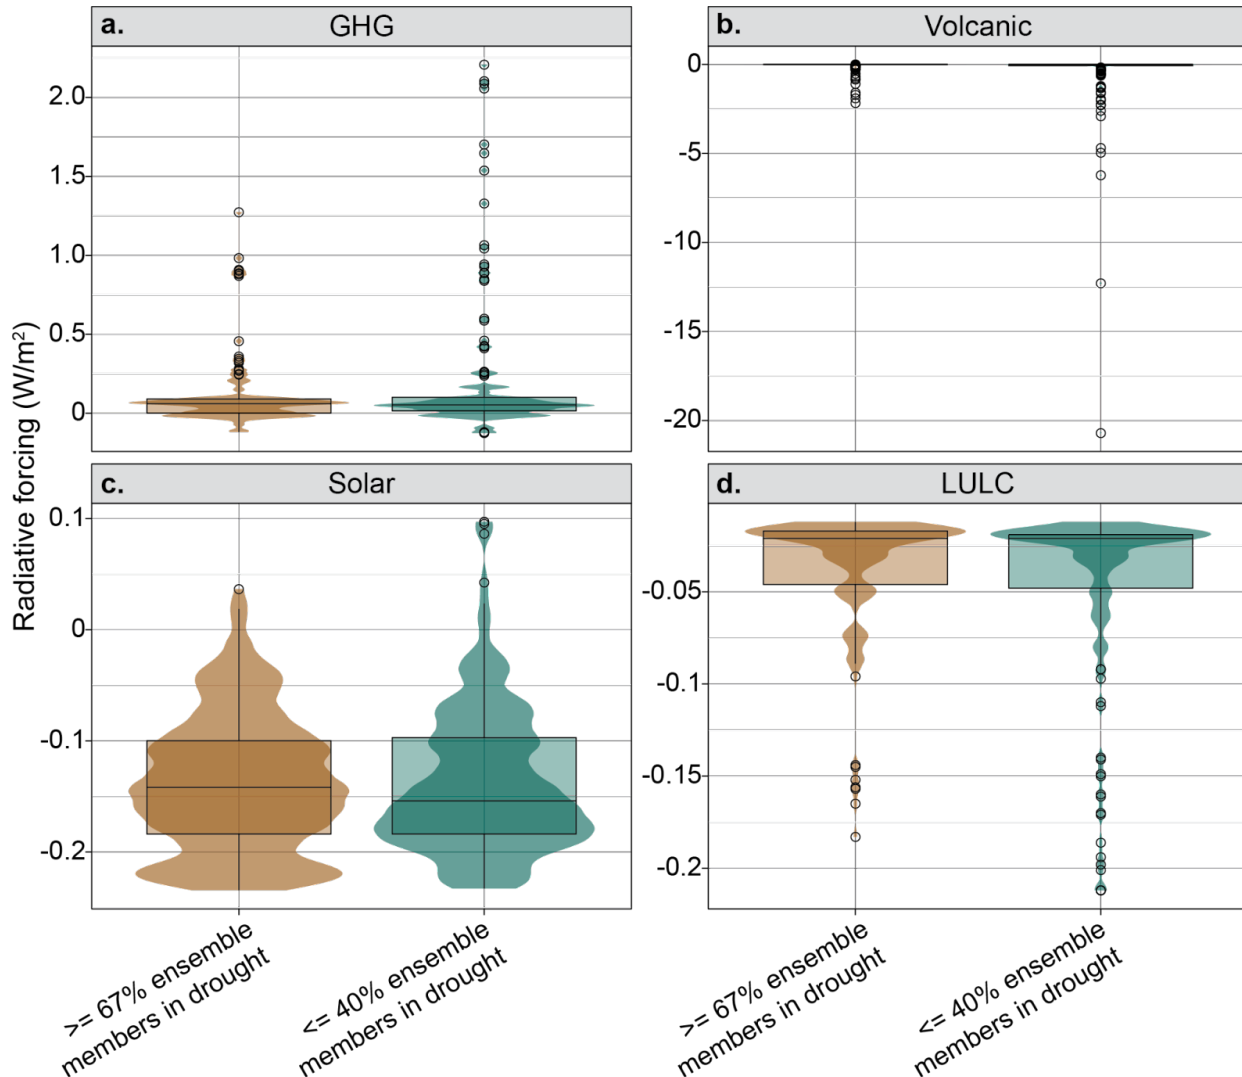 a. GHG
2.0
1.5
1.0
0.5
0
b. Volcanic
0
-5
-10
-15
-20
Radiative forcing (W/m²)
c. Solar
0.1
0
-0.1
-0.2
d. LULC
-0.05
-0.1
-0.15
-0.2
>= 67% ensemble
members in drought
<= 40% ensemble
members in drought
>= 67% ensemble
members in drought
<= 40% ensemble
members in drought